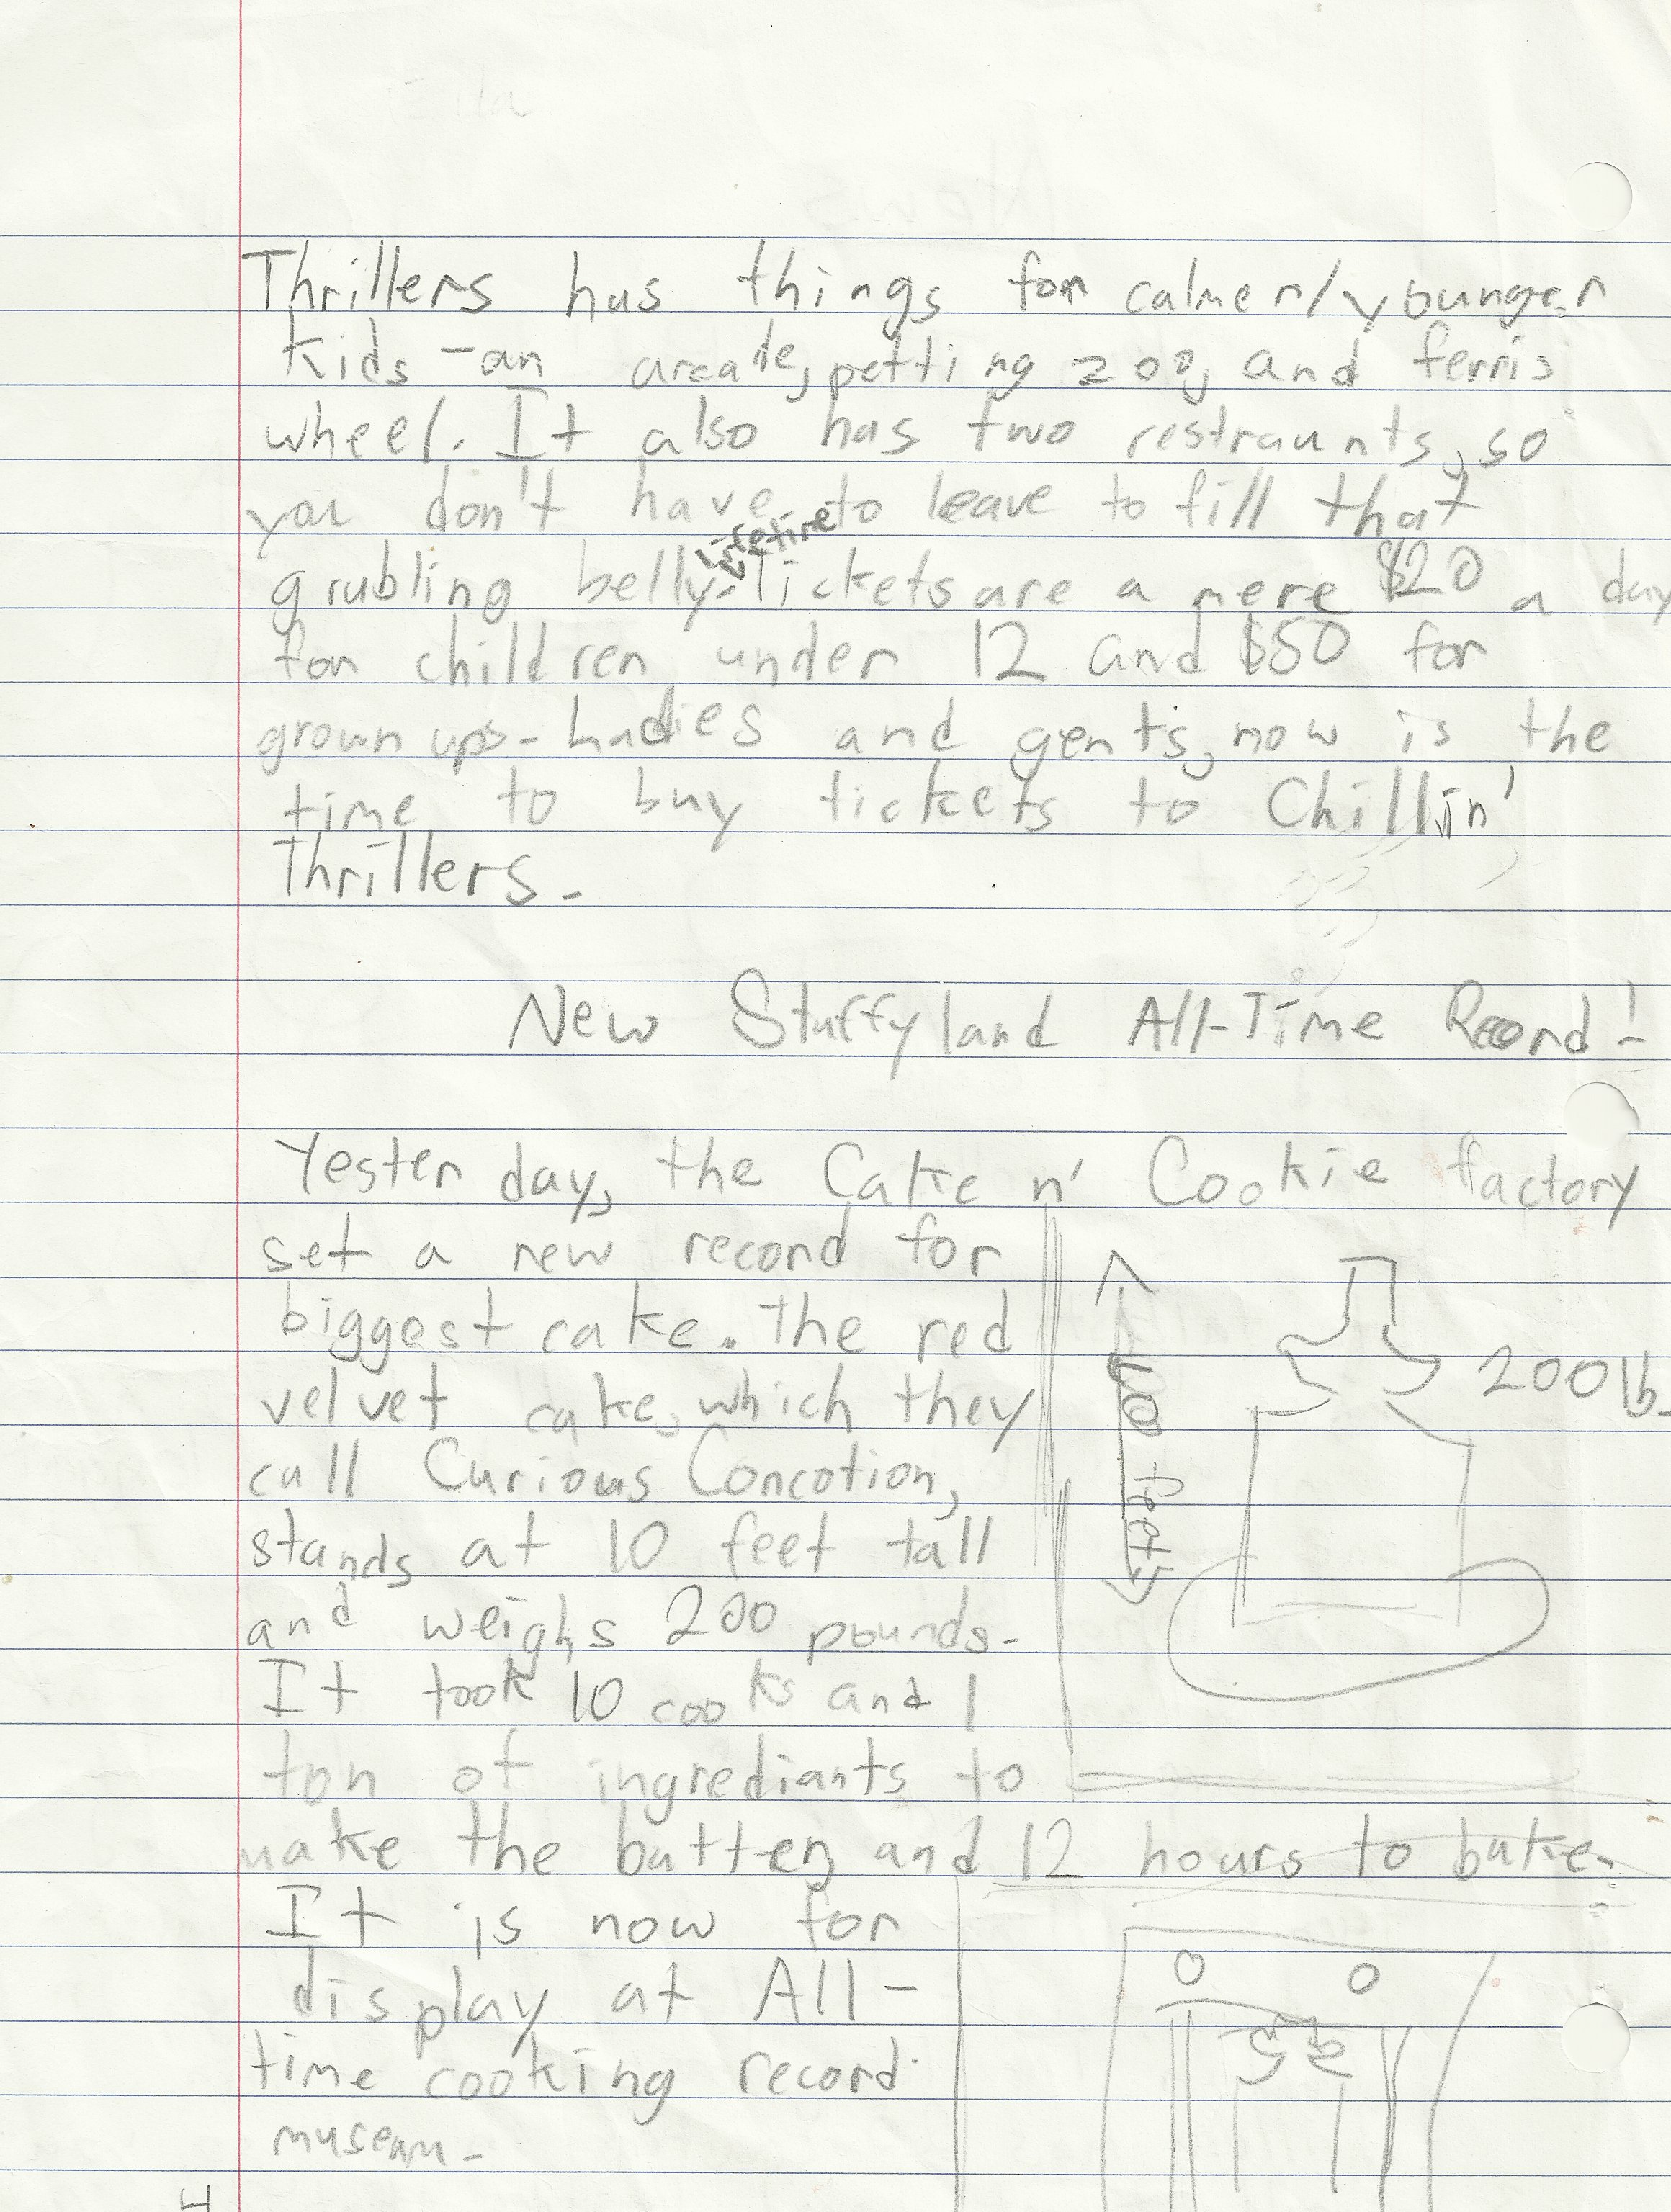 Thrillers has things for calmer/younger
kids - an arcade, petting zoo, and ferris
wheel. It also has two restraunts, so
you don't have to leave to fill that
Lifetime
grubling belly. Tickets are a mere $20 a day
for children under 12 and $50 for
grown ups - Ladies and gents, now is the
time to buy tickets to Chillin'
Thrillers.
New Stuffyland All-Time Record!
Yesterday, the Cake n' Cookie factory
set a new record for
biggest cake. The red
velvet cake, which they
call Curious Concotion,
stands at 10 feet tall
and weighs 200 pounds.
It took 10 cooks and 1
ton of ingrediants to
make the batter, and 12 hours to bake.
It is now for
display at All-
time cooking record
museam.
200 lb.
10 feet